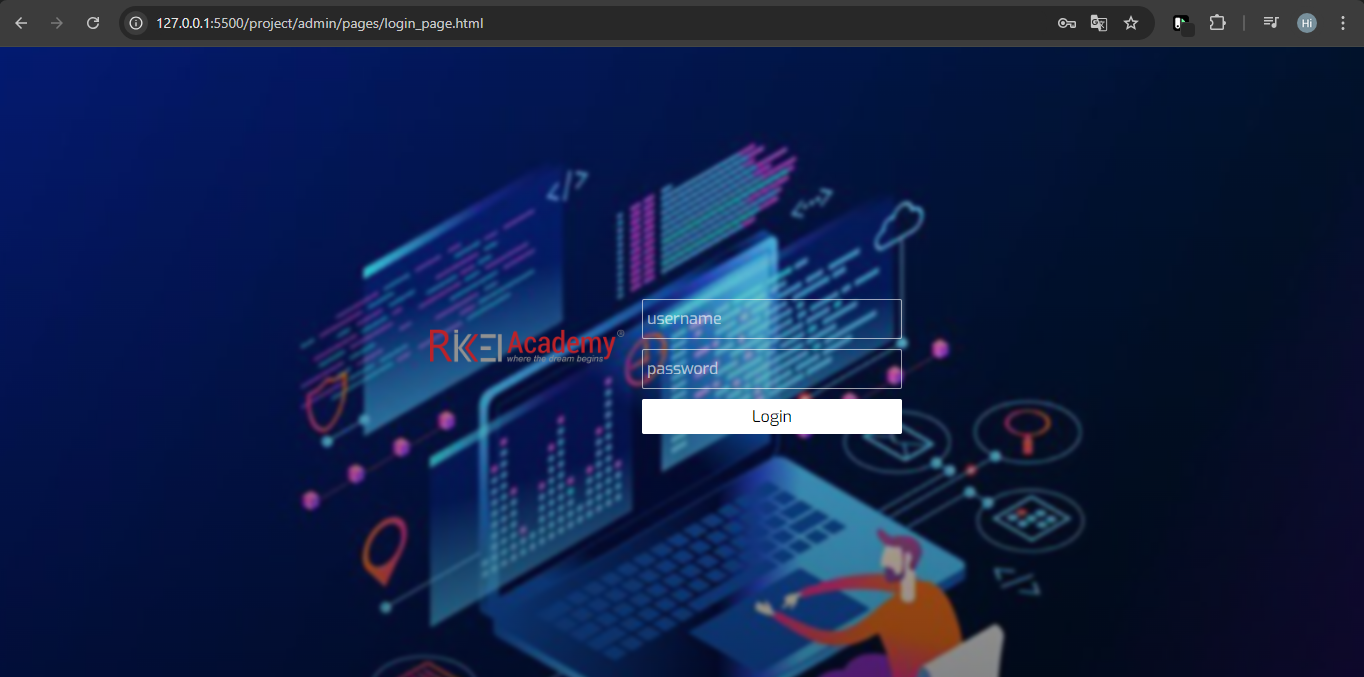 127.0.0.1:5500/project/admin/pages/login_page.html
Hi
</>
RIKKEI Academy ®
where the dream begins
username
password
Login
</>